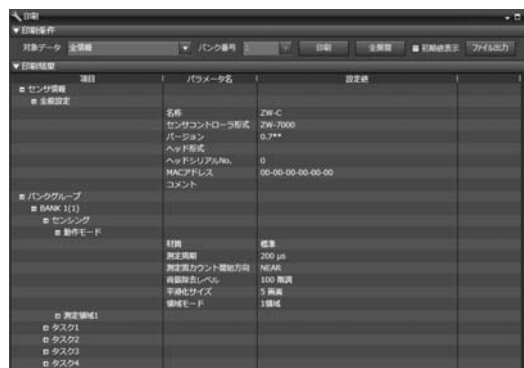 印刷
印刷条件
対象データ 全情報 バンク番号 1 印刷 全展開 初期値表示 ファイル出力
印刷結果
項目 パラメータ名 設定値
センサ情報
全般設定
名称 ZW-C
センサコントローラ形式 ZW-7000
バージョン 0.7**
ヘッド形式
ヘッドシリアルNo. 0
MACアドレス 00-00-00-00-00-00
コメント
バンクグループ
BANK 1(1)
センシング
動作モード
材質 標準
測定周期 200 μs
測定面カウント開始方向 NEAR
背景除去レベル 100 階調
平滑化サイズ 5 画素
領域モード 1領域
測定領域1
タスク1
タスク2
タスク3
タスク4